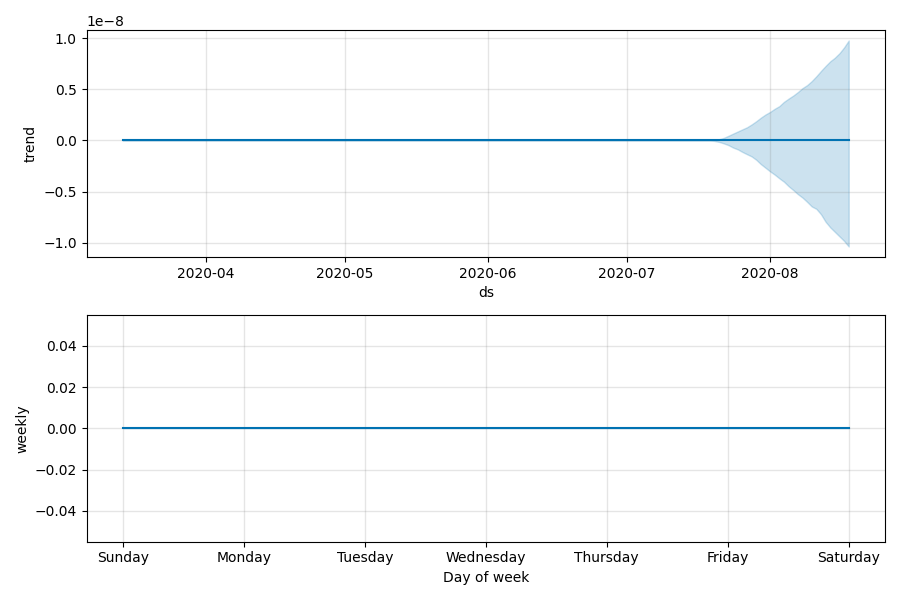 1e−8
1.0
0.5
0.0
−0.5
−1.0
trend
2020-04 2020-05 2020-06 2020-07 2020-08
ds
0.04
0.02
0.00
−0.02
−0.04
weekly
Sunday Monday Tuesday Wednesday Thursday Friday Saturday
Day of week